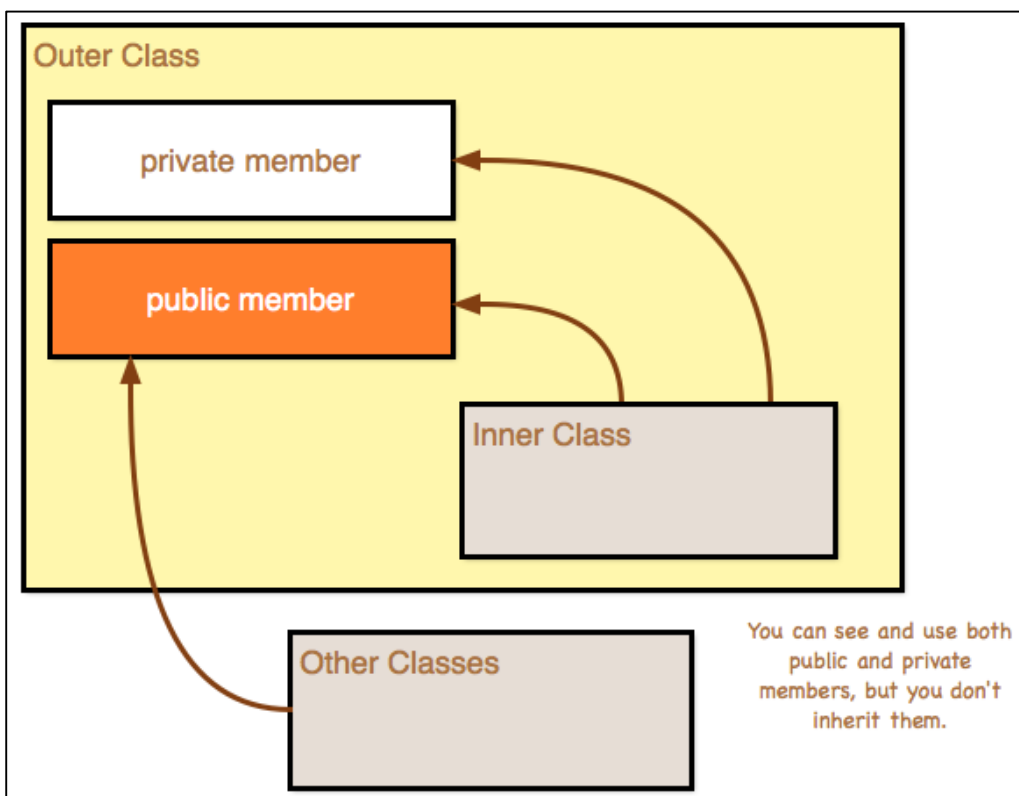 Outer Class
private member
public member
Inner Class
Other Classes
You can see and use both
public and private
members, but you don't
inherit them.